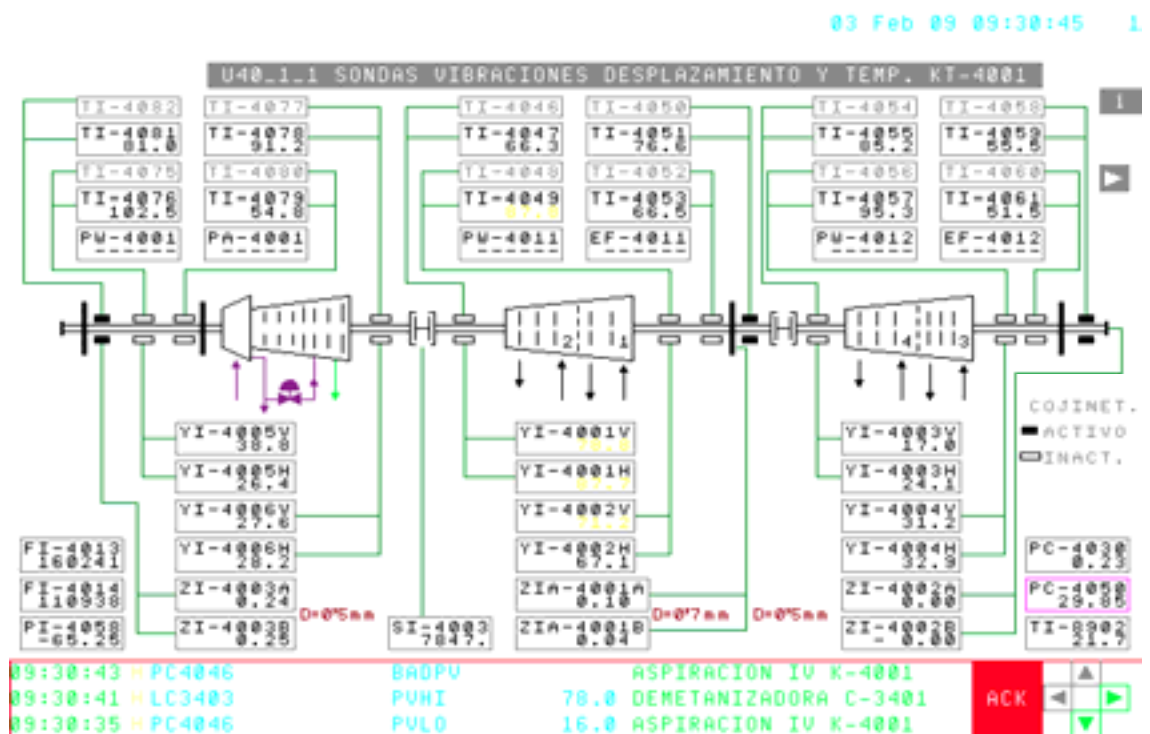 03 Feb 09 09:30:45 1
U40_1_1 SONDAS VIBRACIONES DESPLAZAMIENTO Y TEMP. KT-4001
1
TI-4082 TI-4077 TI-4046 TI-4050 TI-4054 TI-4058
TI-4081 TI-4078 TI-4047 TI-4051 TI-4055 TI-4059
81.0 91.2 66.3 76.6 85.2 55.5
TI-4075 TI-4080 TI-4048 TI-4052 TI-4056 TI-4060
TI-4076 TI-4079 TI-4049 TI-4053 TI-4057 TI-4061
102.5 54.8 66.5 95.3 51.5
PW-4001 PA-4001 PW-4011 EF-4011 PW-4012 EF-4012
------ ------ ------ ------ ------ ------
2 1 4 3
COJINET.
ACTIVO
INACT.
YI-4005V YI-4001V YI-4003V
38.8 17.0
YI-4005H YI-4001H YI-4003H
26.4 24.1
YI-4006V YI-4002V YI-4004V
27.6 71.2 31.2
YI-4006H YI-4002H YI-4004H
28.2 67.1 32.9
FI-4013 PC-4030
160241 0.23
FI-4014 ZI-4003A ZIA-4001A ZI-4002A PC-4050
110938 0.24 0.10 0.00 29.85
D=0'5mm D=0'7mm D=0'5mm
PI-4058 ZI-4003B SI-4003 ZIA-4001B ZI-4002B TI-8902
-65.25 0.25 7847. 0.04 -0.00 17.7
09:30:43 H PC4046 BADPV ASPIRACION IV K-4001
09:30:41 H LC3403 PVHI 78.0 DEMETANIZADORA C-3401
09:30:35 H PC4046 PVLO 16.0 ASPIRACION IV K-4001
ACK